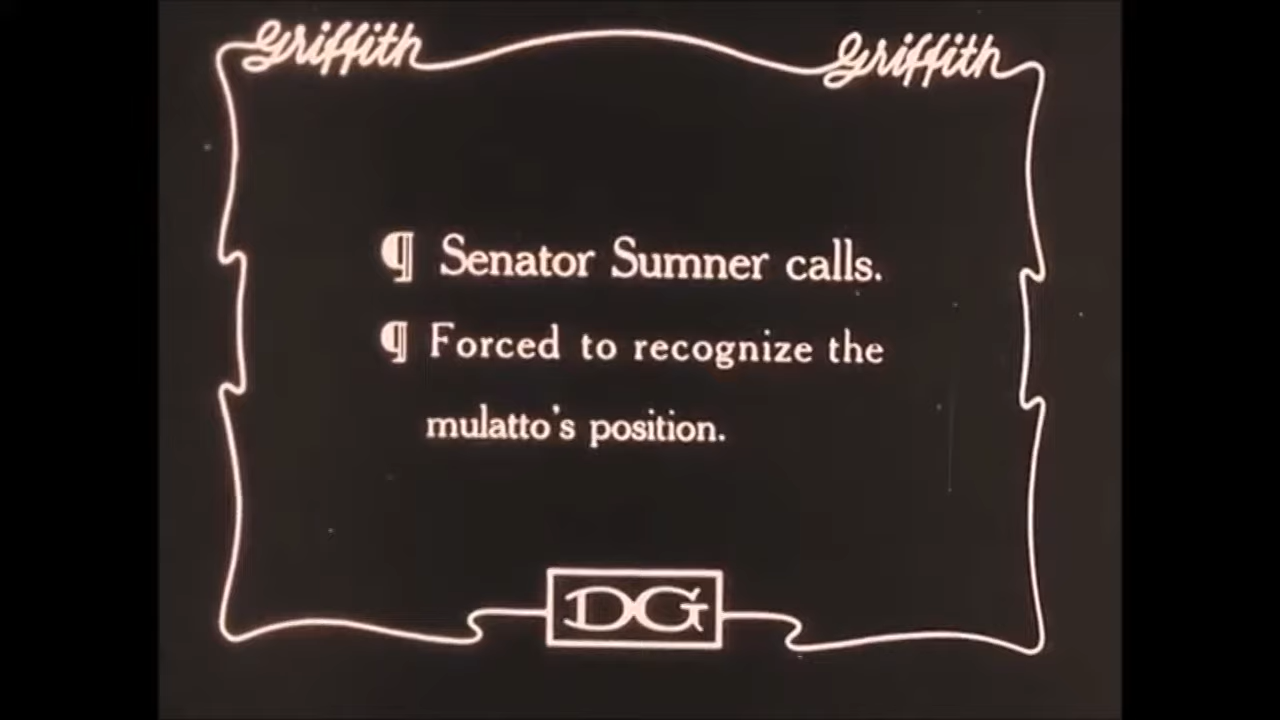 Griffith Griffith
¶ Senator Sumner calls.
¶ Forced to recognize the
mulatto's position.
DG